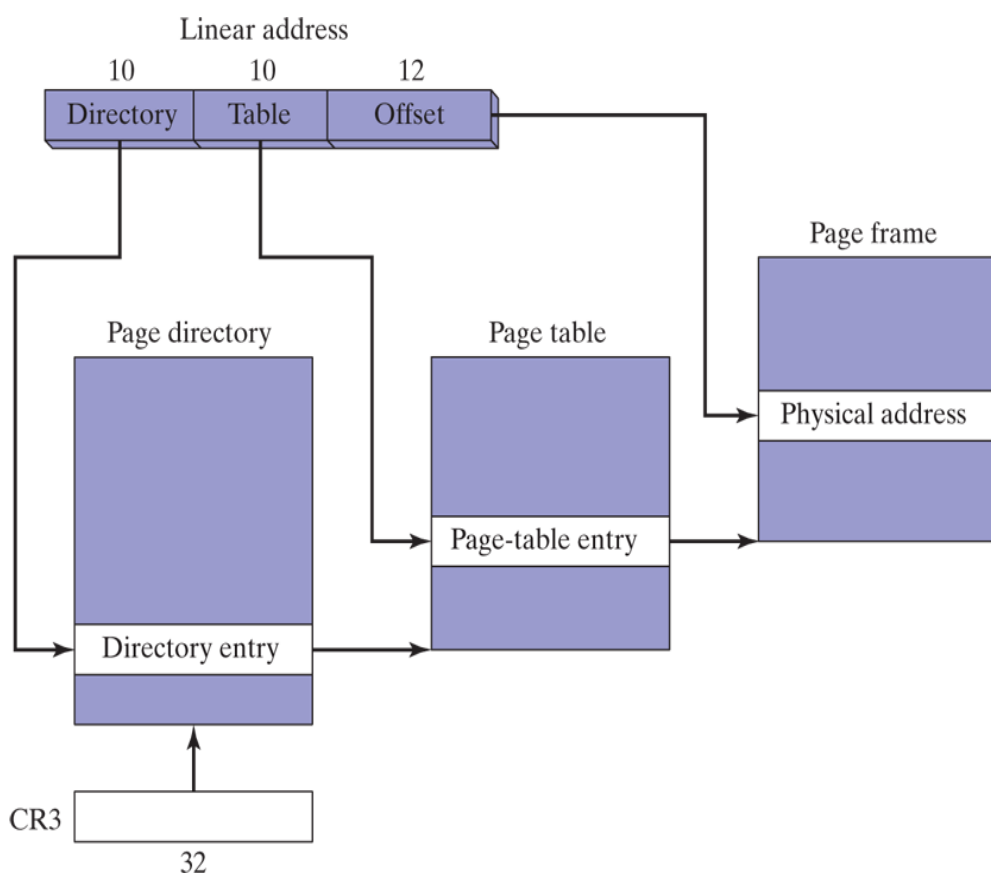 Linear address
10 10 12
Directory Table Offset
Page frame
Page directory
Page table
Physical address
Page-table entry
Directory entry
CR3
32